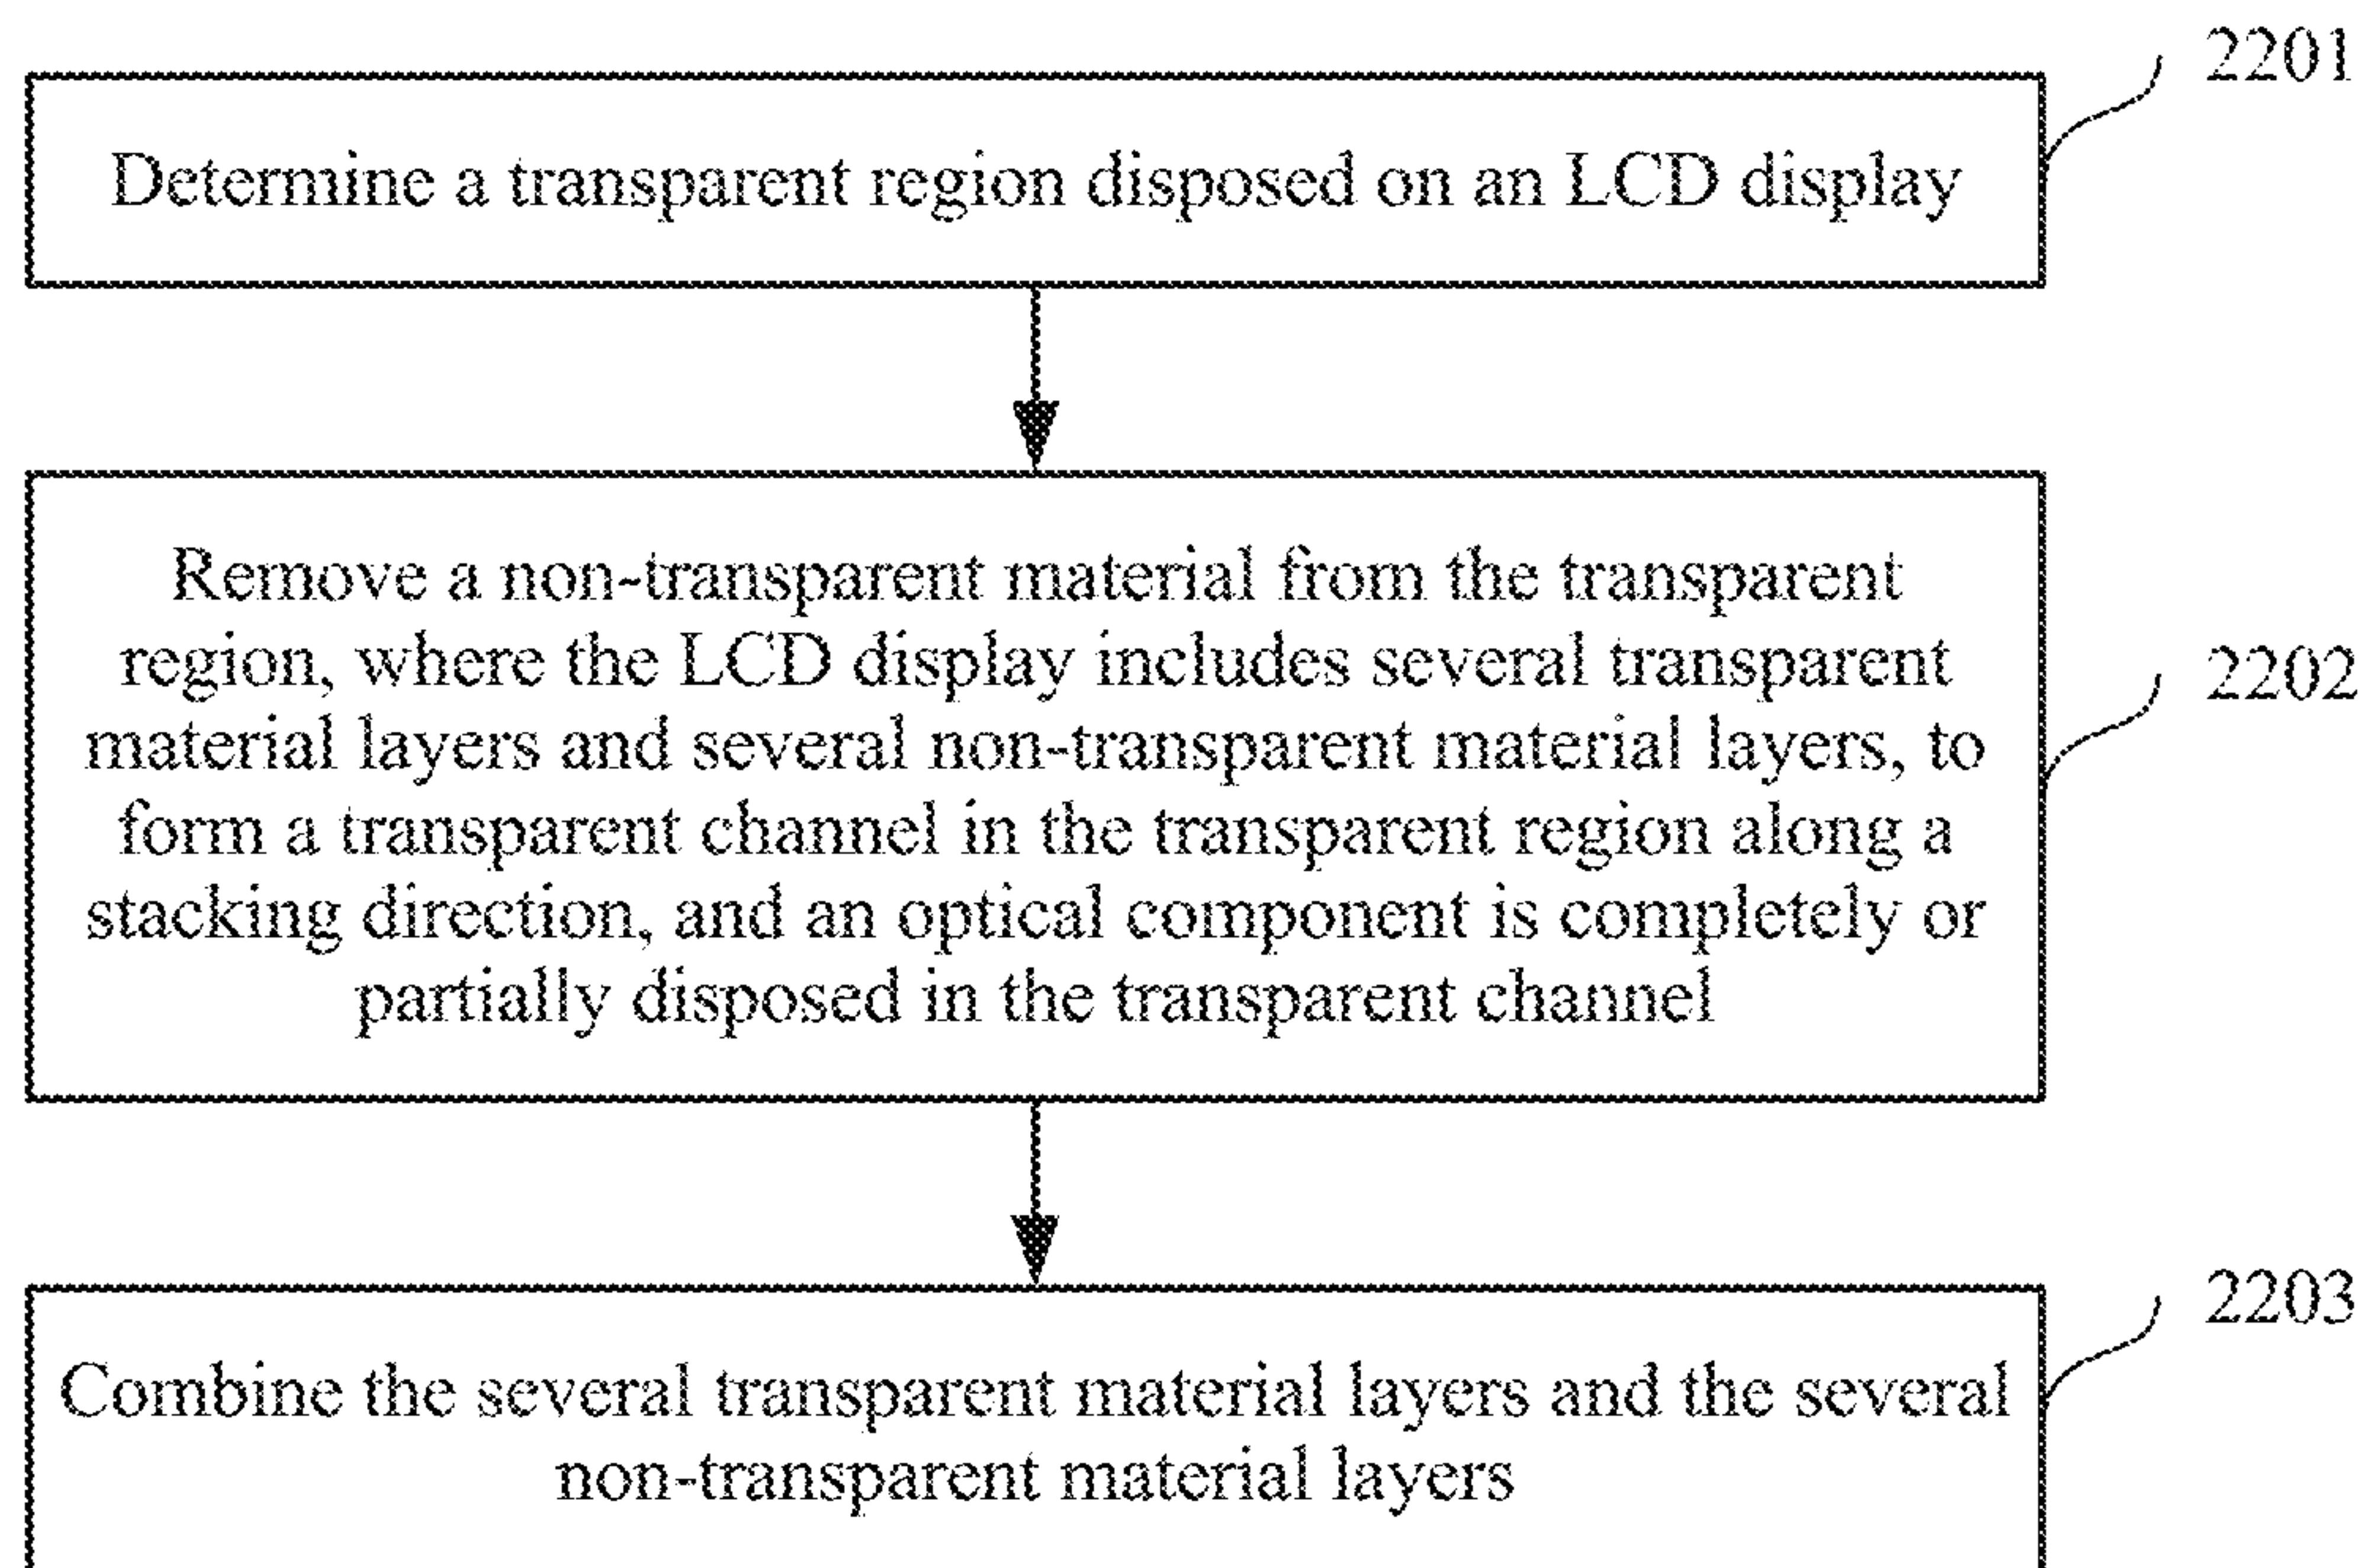 2201
Determine a transparent region disposed on an LCD display
Remove a non-transparent material from the transparent
region, where the LCD display includes several transparent
2202
material layers and several non-transparent material layers, to
form a transparent channel in the transparent region along a
stacking direction, and an optical component is completely or
partially disposed in the transparent channel
2203
Combine the several transparent material layers and the several
non-transparent material layers